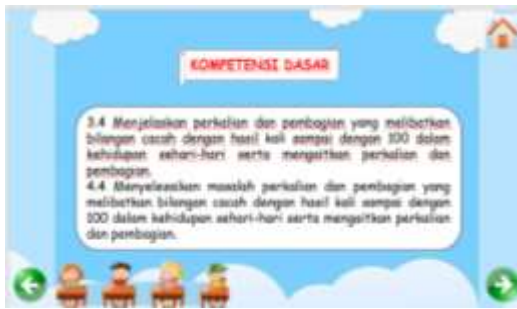 KOMPETENSI DASAR
3.4 Menjelaskan perkalian dan pembagian yang melibatkan
bilangan cacah dengan hasil kali sampai dengan 100 dalam
kehidupan sehari-hari serta mengaitkan perkalian dan
pembagian.
4.4 Menyelesaikan masalah perkalian dan pembagian yang
melibatkan bilangan cacah dengan hasil kali sampai dengan
100 dalam kehidupan sehari-hari serta mengaitkan perkalian
dan pembagian.